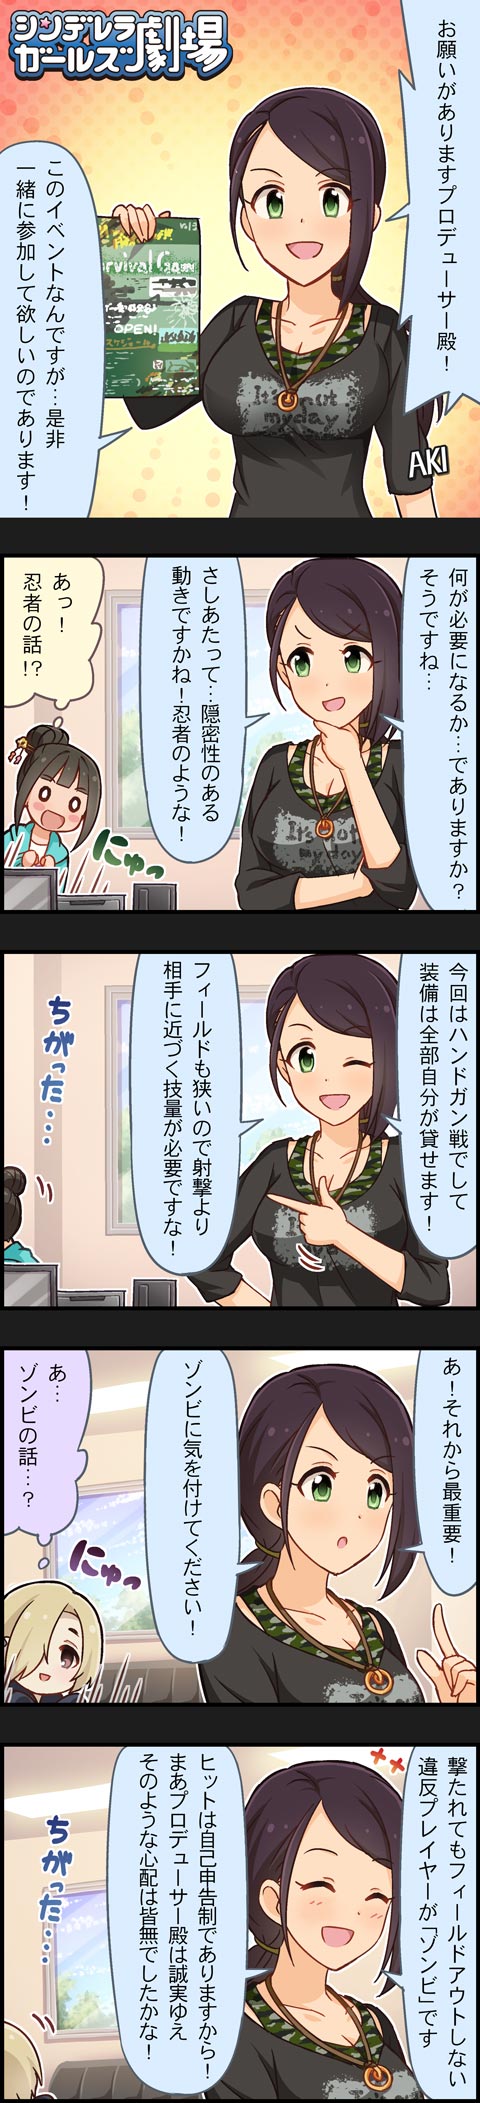 シンデレラ
ガールズ劇場
お願いがありますプロデューサー殿！
このイベントなんですが…是非
一緒に参加して欲しいのであります！
OPEN!
It's not
myday
AKI
何が必要になるか…でありますか？
そうですね…
さしあたって…隠密性のある
動きですかね！忍者のような！
あっ！
忍者の話!?
にゅっ
It's not
myday
今回はハンドガン戦でして
装備は全部自分が貸せます！
フィールドも狭いので射撃より
相手に近づく技量が必要ですな！
ちがった…
あ！それから最重要！
ゾンビに気を付けてください！
あ…
ゾンビの話…？
にゅっ
撃たれてもフィールドアウトしない
違反プレイヤーが「ゾンビ」です
ヒットは自己申告制でありますから！
まあプロデューサー殿は誠実ゆえ
そのような心配は皆無でしたかな！
ちがった…